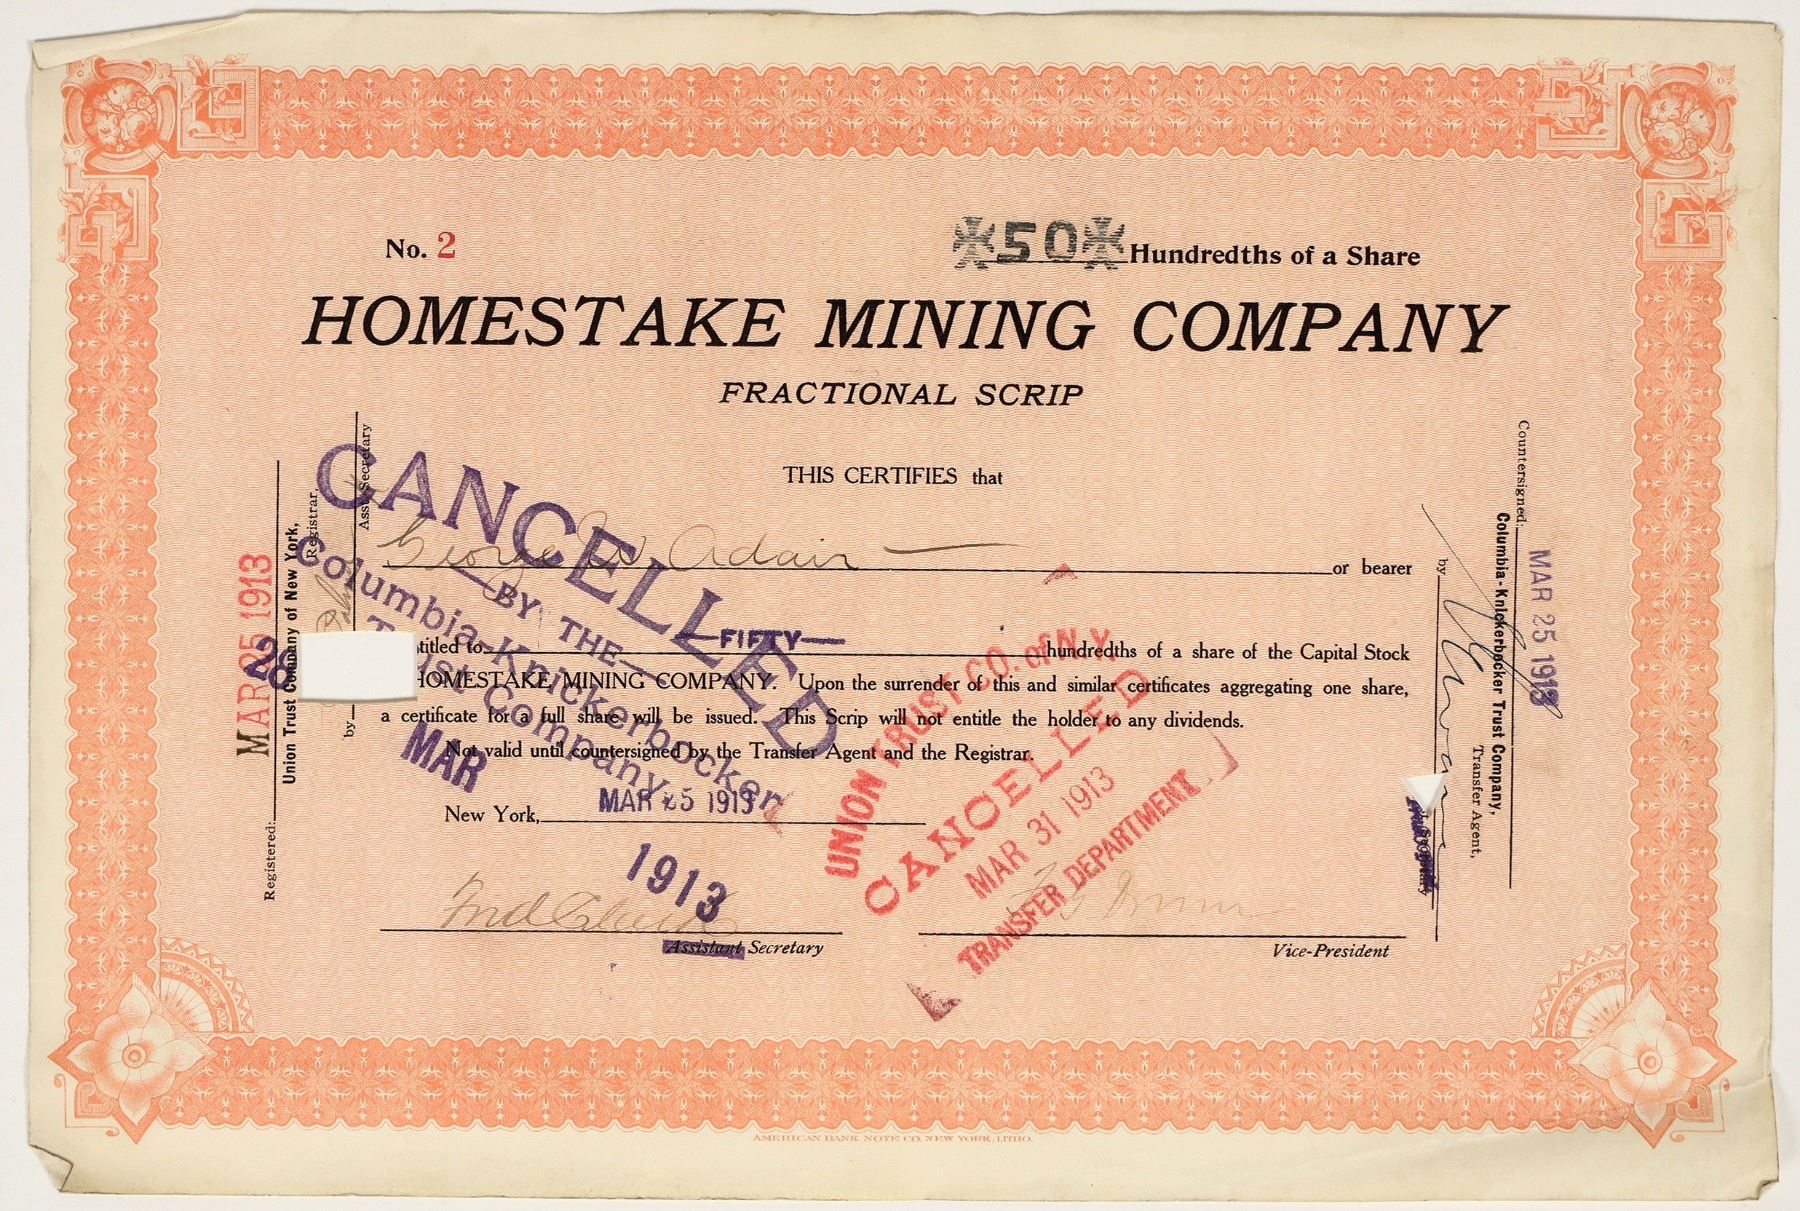 No. 2
*50* Hundredths of a Share
HOMESTAKE MINING COMPANY
FRACTIONAL SCRIP
THIS CERTIFIES that
George W. Adair or bearer
titled to —FIFTY— hundredths of a share of the Capital Stock
HOMESTAKE MINING COMPANY. Upon the surrender of this and similar certificates aggregating one share,
a certificate for a full share will be issued. This Scrip will not entitle the holder to any dividends.
Not valid until countersigned by the Transfer Agent and the Registrar.
New York, MAR 25 1913
Assistant Secretary
Vice-President
CANCELLED
—BY THE—
Columbia-Knickerbocker
Trust Company
MAR 28 1913
UNION TRUST CO. of N.Y.
CANCELLED
MAR 31 1913
TRANSFER DEPARTMENT
MAR 25 1913
Registered:
Union Trust Company of New York,
Registrar,
by
Asst. Secretary
Countersigned:
Columbia-Knickerbocker Trust Company,
Transfer Agent,
by
MAR 25 1913
AMERICAN BANK NOTE CO. NEW YORK, LITHO.